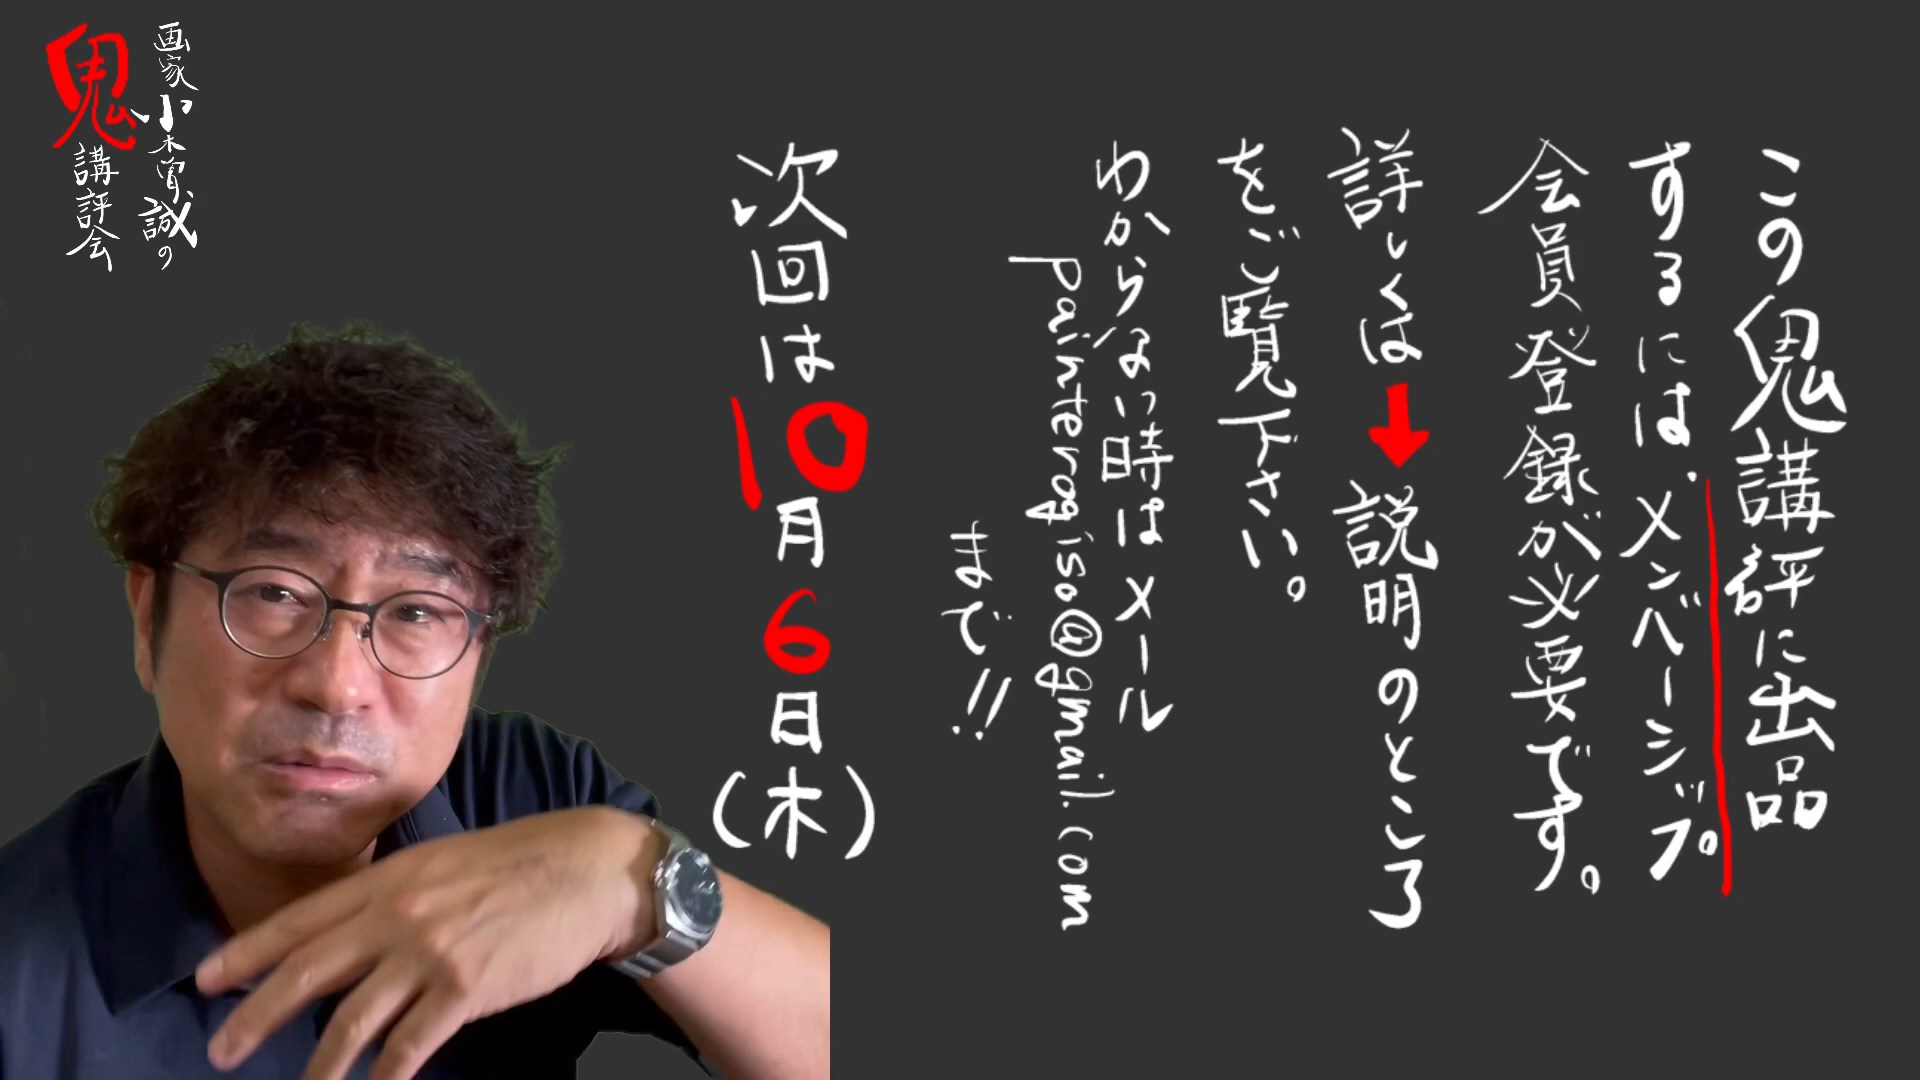 画家小木曽誠の
鬼講評会
この鬼講評に出品
するには、メンバーシップ
会員登録が必要です。
詳しくは↓説明のところ
をご覧下さい。
わからない時はメール
painterogiso@gmail.com
まで!!
次回は10月6日(木)